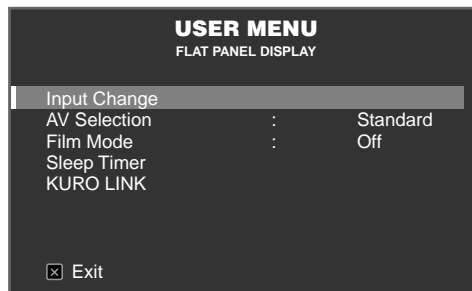 USER MENU
FLAT PANEL DISPLAY
Input Change
AV Selection : Standard
Film Mode : Off
Sleep Timer
KURO LINK
Exit